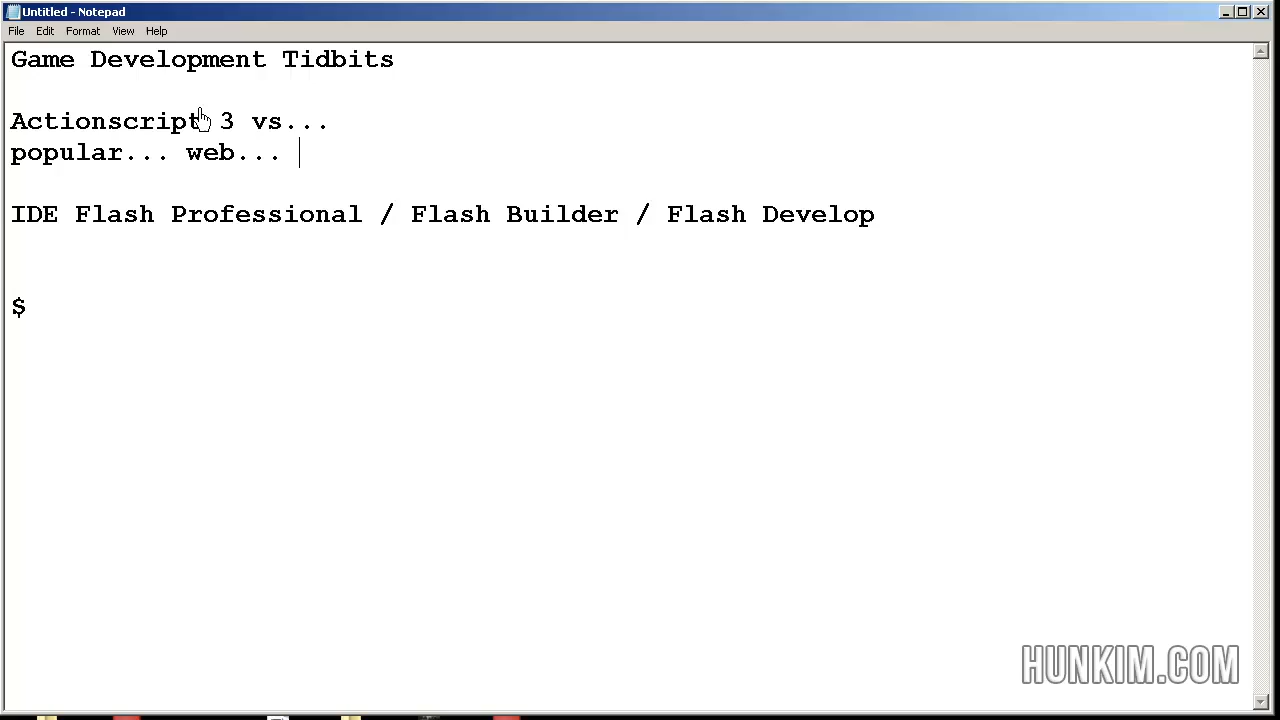 Untitled - Notepad
File Edit Format View Help
Game Development Tidbits
Actionscript 3 vs...
popular... web...
IDE Flash Professional / Flash Builder / Flash Develop
$
HUNKIM.COM